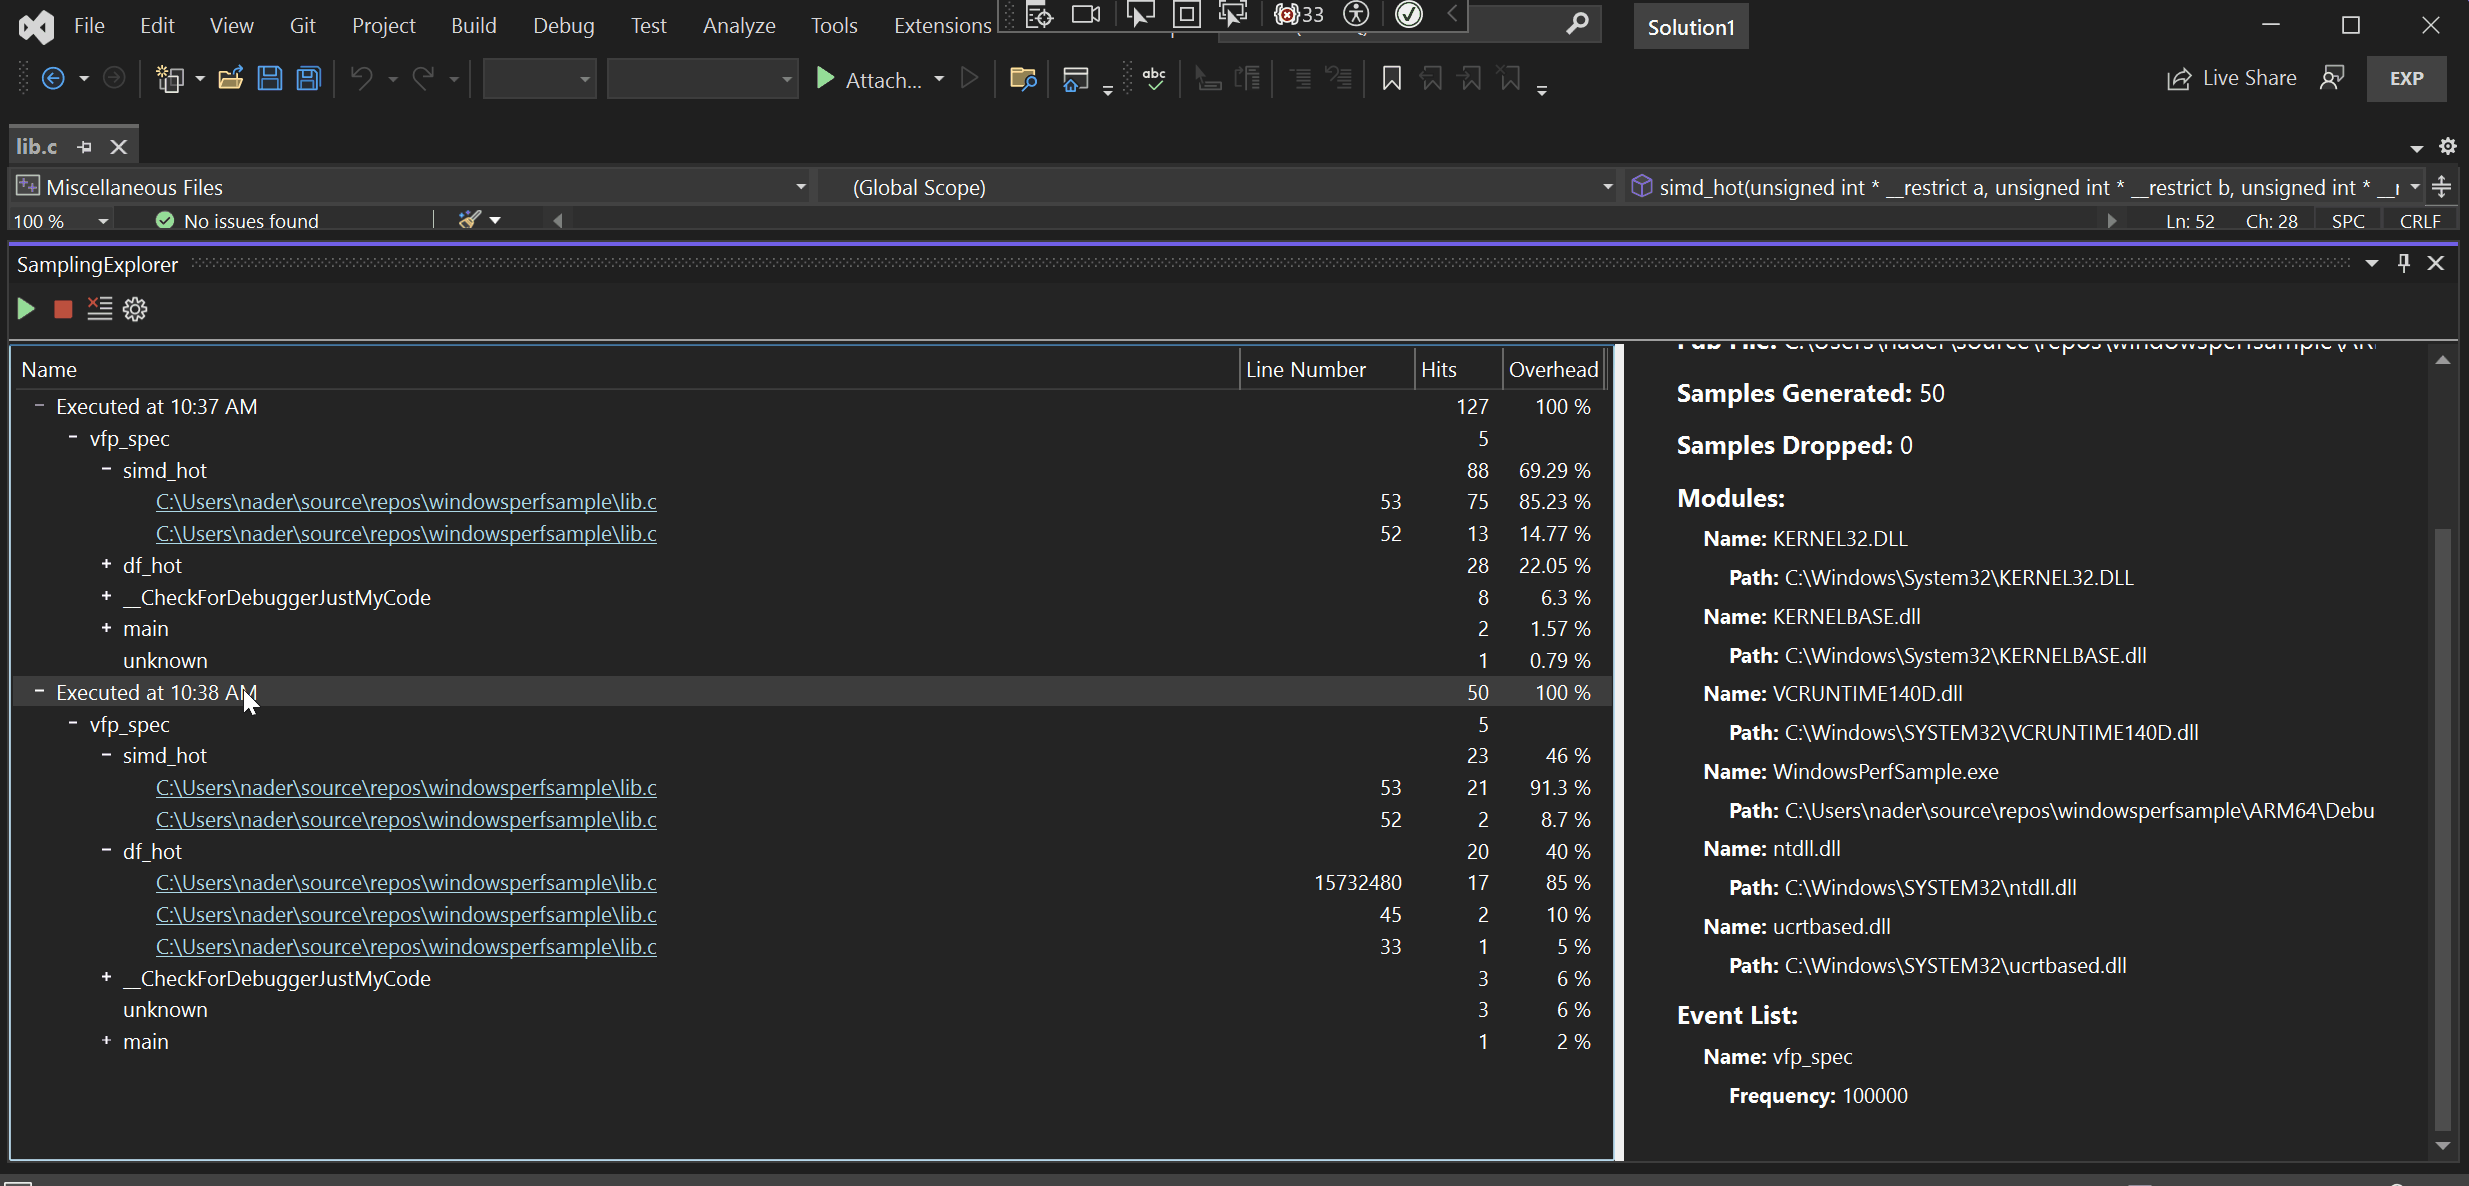 File Edit View Git Project Build Debug Test Analyze Tools Extensions 33 Solution1
Attach... abc Live Share EXP
lib.c
Miscellaneous Files (Global Scope) simd_hot(unsigned int * __restrict a, unsigned int * __restrict b, unsigned int *
100 % No issues found Ln: 52 Ch: 28 SPC CRLF
SamplingExplorer
Name Line Number Hits Overhead
Executed at 10:37 AM 127 100 %
vfp_spec 5
simd_hot 88 69.29 %
C:\Users\nader\source\repos\windowsperfsample\lib.c 53 75 85.23 %
C:\Users\nader\source\repos\windowsperfsample\lib.c 52 13 14.77 %
df_hot 28 22.05 %
__CheckForDebuggerJustMyCode 8 6.3 %
main 2 1.57 %
unknown 1 0.79 %
Executed at 10:38 AM 50 100 %
vfp_spec 5
simd_hot 23 46 %
C:\Users\nader\source\repos\windowsperfsample\lib.c 53 21 91.3 %
C:\Users\nader\source\repos\windowsperfsample\lib.c 52 2 8.7 %
df_hot 20 40 %
C:\Users\nader\source\repos\windowsperfsample\lib.c 15732480 17 85 %
C:\Users\nader\source\repos\windowsperfsample\lib.c 45 2 10 %
C:\Users\nader\source\repos\windowsperfsample\lib.c 33 1 5 %
__CheckForDebuggerJustMyCode 3 6 %
unknown 3 6 %
main 1 2 %
Samples Generated: 50
Samples Dropped: 0
Modules:
Name: KERNEL32.DLL
Path: C:\Windows\System32\KERNEL32.DLL
Name: KERNELBASE.dll
Path: C:\Windows\System32\KERNELBASE.dll
Name: VCRUNTIME140D.dll
Path: C:\Windows\SYSTEM32\VCRUNTIME140D.dll
Name: WindowsPerfSample.exe
Path: C:\Users\nader\source\repos\windowsperfsample\ARM64\Debu
Name: ntdll.dll
Path: C:\Windows\SYSTEM32\ntdll.dll
Name: ucrtbased.dll
Path: C:\Windows\SYSTEM32\ucrtbased.dll
Event List:
Name: vfp_spec
Frequency: 100000